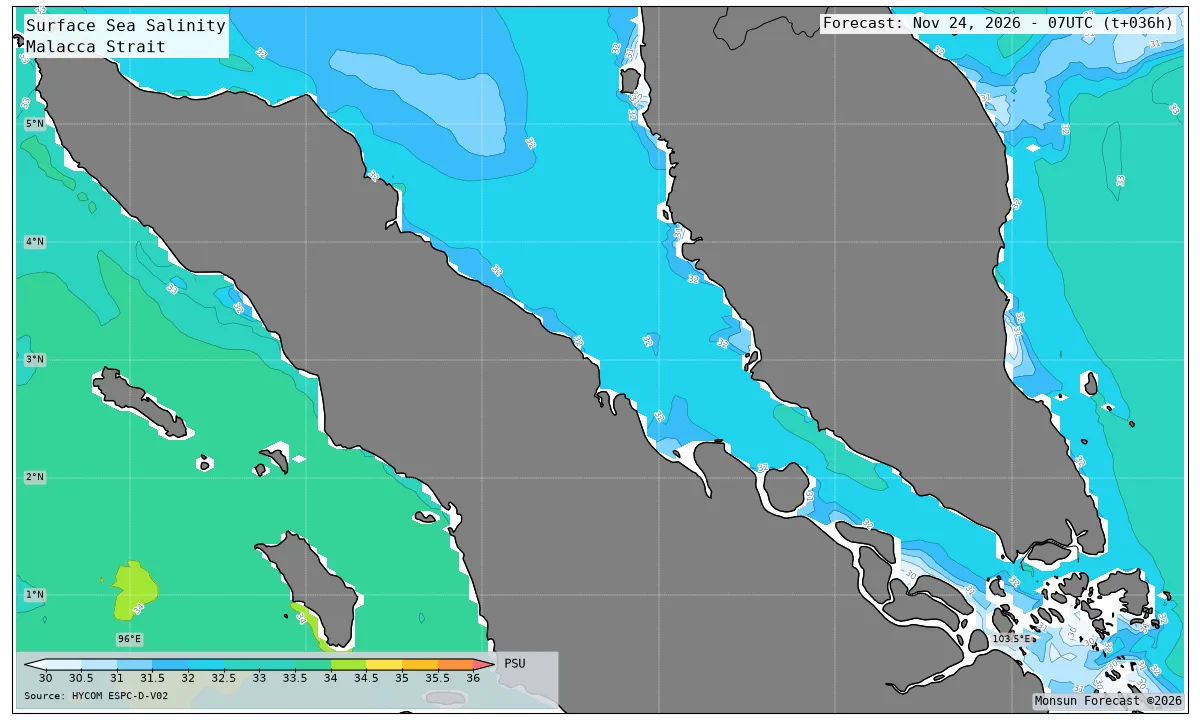 Surface Sea Salinity
Malacca Strait
Forecast: Nov 24, 2026 - 07UTC (t+036h)
5°N
4°N
3°N
2°N
1°N
96°E
103.5°E
PSU
30 30.5 31 31.5 32 32.5 33 33.5 34 34.5 35 35.5 36
Source: HYCOM ESPC-D-V02
Monsun Forecast ©2026